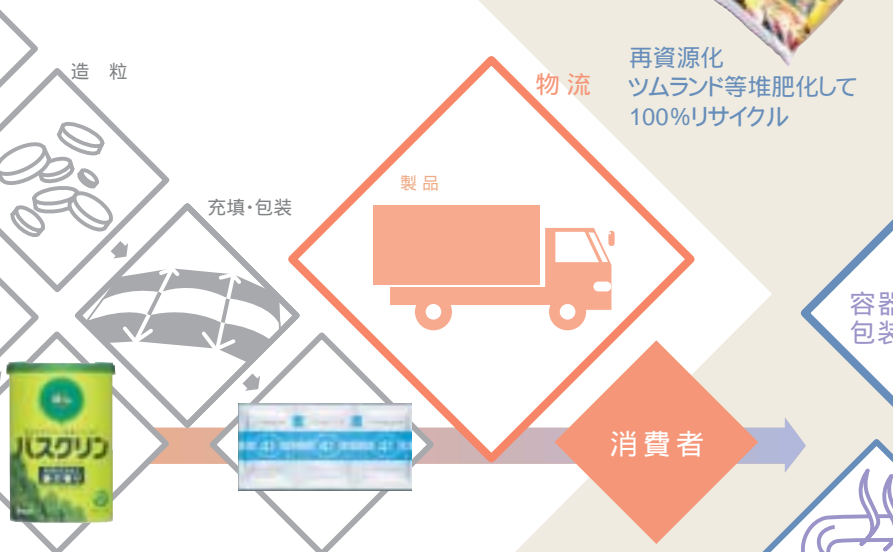 造 粒
物流
再資源化
ツムランド等堆肥化して
100%リサイクル
製品
充填・包装
容器
包装
バスクリン
消費者